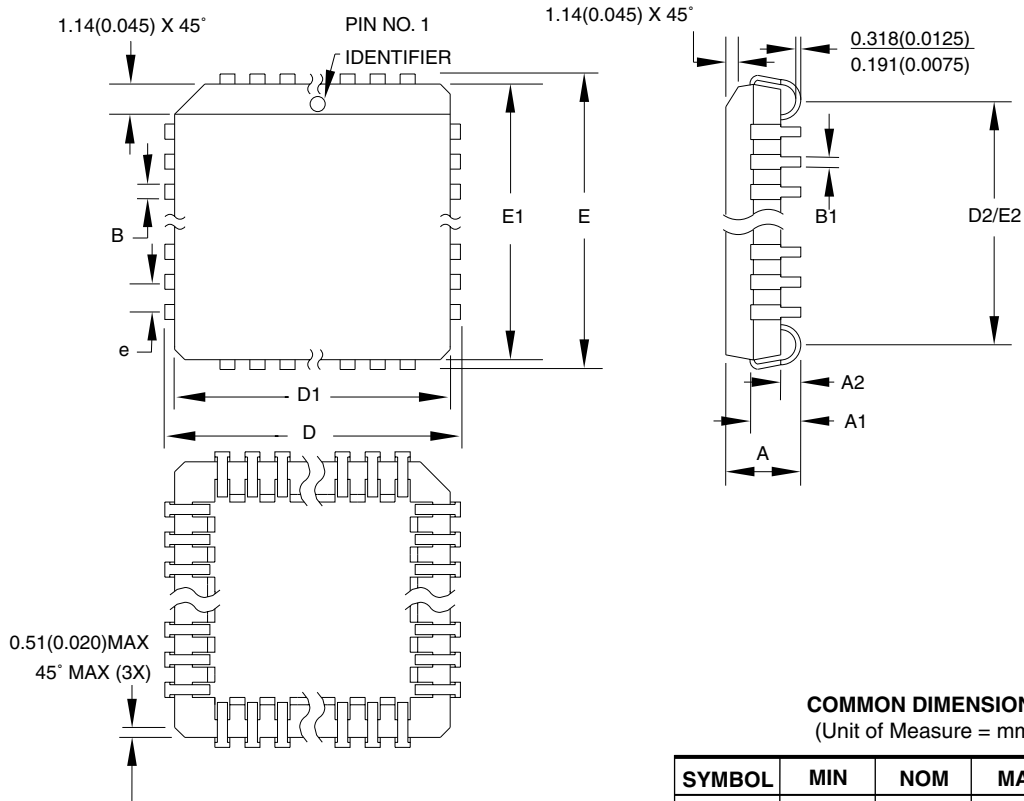 1.14(0.045) X 45°
PIN NO. 1
IDENTIFIER
1.14(0.045) X 45°
0.318(0.0125)
0.191(0.0075)
E1
E
B
e
D1
D
B1
D2/E2
A2
A1
A
0.51(0.020)MAX
45° MAX (3X)
COMMON DIMENSION
(Unit of Measure = mm
SYMBOL MIN NOM MA